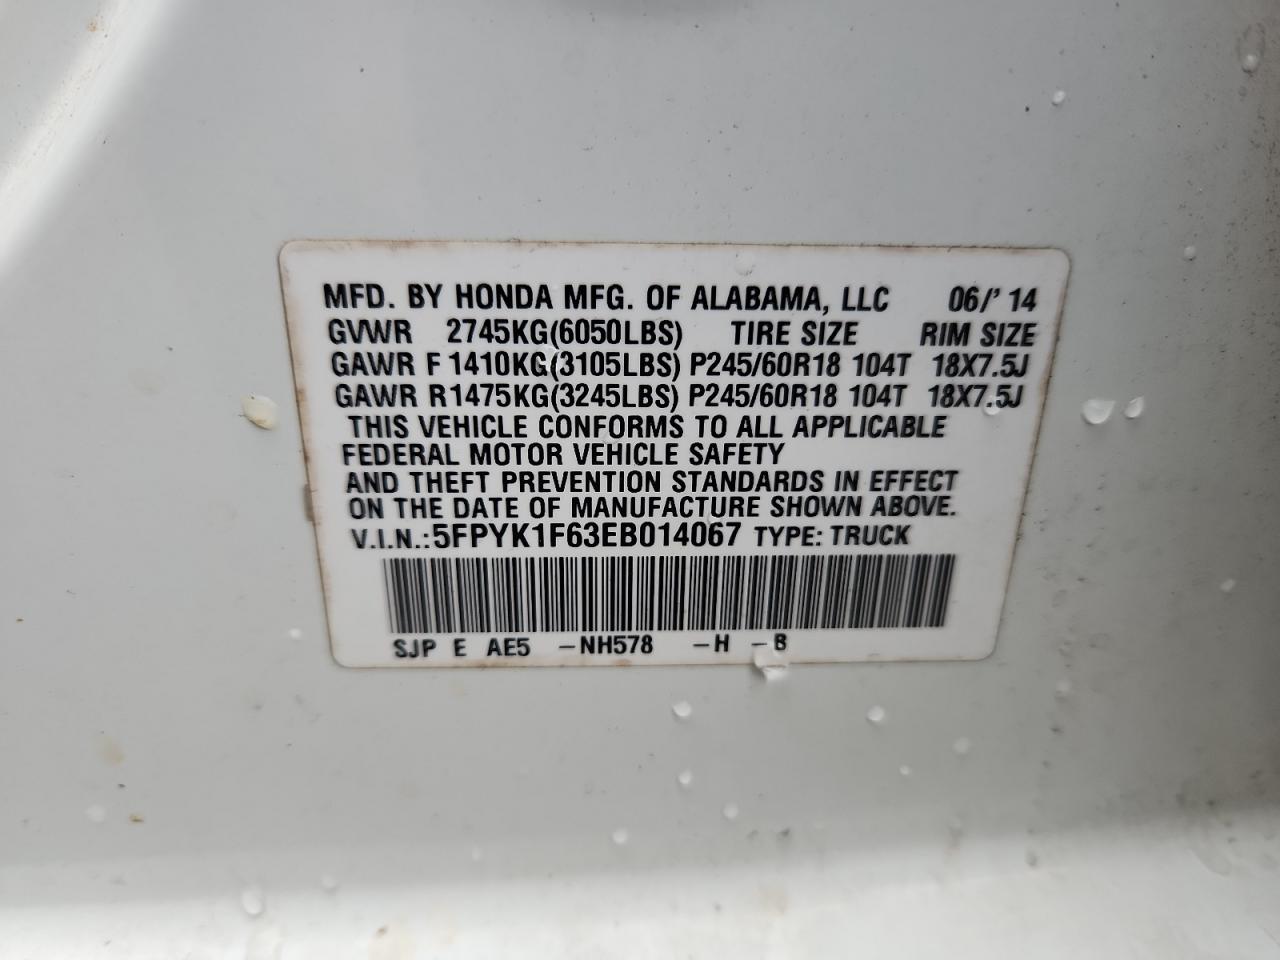 MFD. BY HONDA MFG. OF ALABAMA, LLC 06/' 14
GVWR 2745KG(6050LBS) TIRE SIZE RIM SIZE
GAWR F 1410KG(3105LBS) P245/60R18 104T 18X7.5J
GAWR R 1475KG(3245LBS) P245/60R18 104T 18X7.5J
THIS VEHICLE CONFORMS TO ALL APPLICABLE
FEDERAL MOTOR VEHICLE SAFETY
AND THEFT PREVENTION STANDARDS IN EFFECT
ON THE DATE OF MANUFACTURE SHOWN ABOVE.
V.I.N.:5FPYK1F63EB014067 TYPE: TRUCK
SJP E AE5 -NH578 -H -B